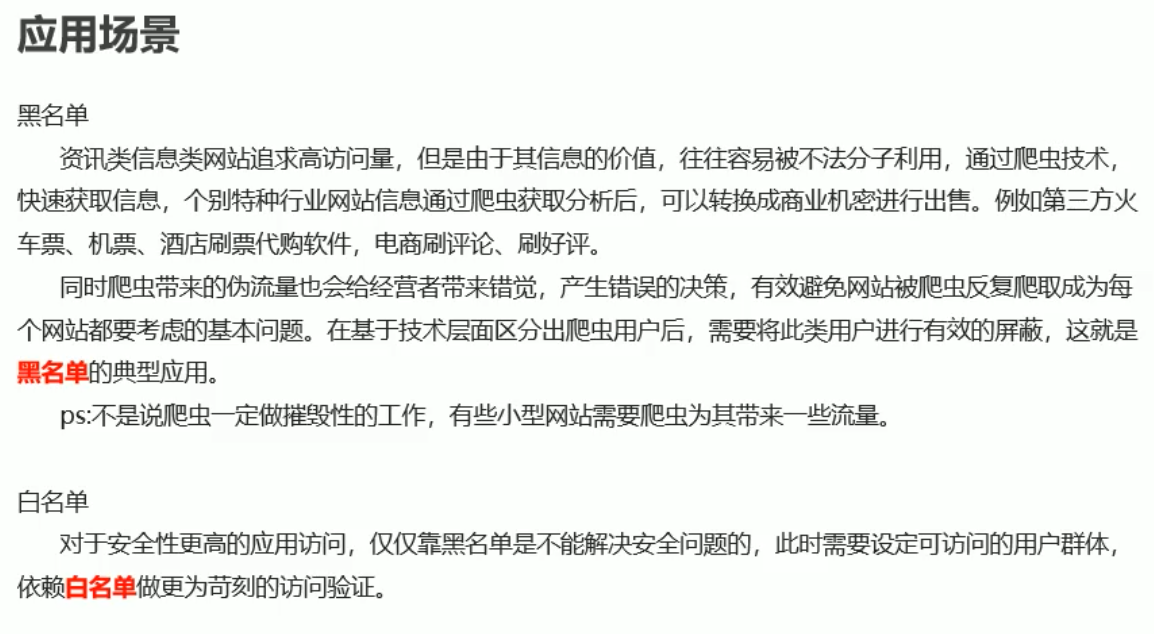 应用场景
黑名单
资讯类信息类网站追求高访问量，但是由于其信息的价值，往往容易被不法分子利用，通过爬虫技术，
快速获取信息，个别特种行业网站信息通过爬虫获取分析后，可以转换成商业机密进行出售。例如第三方火
车票、机票、酒店刷票代购软件，电商刷评论、刷好评。
同时爬虫带来的伪流量也会给经营者带来错觉，产生错误的决策，有效避免网站被爬虫反复爬取成为每
个网站都要考虑的基本问题。在基于技术层面区分出爬虫用户后，需要将此类用户进行有效的屏蔽，这就是
黑名单的典型应用。
ps:不是说爬虫一定做摧毁性的工作，有些小型网站需要爬虫为其带来一些流量。
白名单
对于安全性更高的应用访问，仅仅靠黑名单是不能解决安全问题的，此时需要设定可访问的用户群体，
依赖白名单做更为苛刻的访问验证。